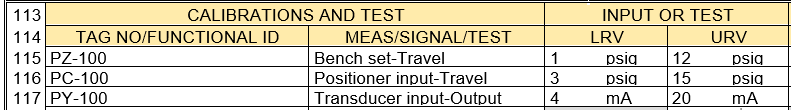 113 CALIBRATIONS AND TEST INPUT OR TEST
114 TAG NO/FUNCTIONAL ID MEAS/SIGNAL/TEST LRV URV
115 PZ-100 Bench set-Travel 1 psig 12 psig
116 PC-100 Positioner input-Travel 3 psig 15 psig
117 PY-100 Transducer input-Output 4 mA 20 mA